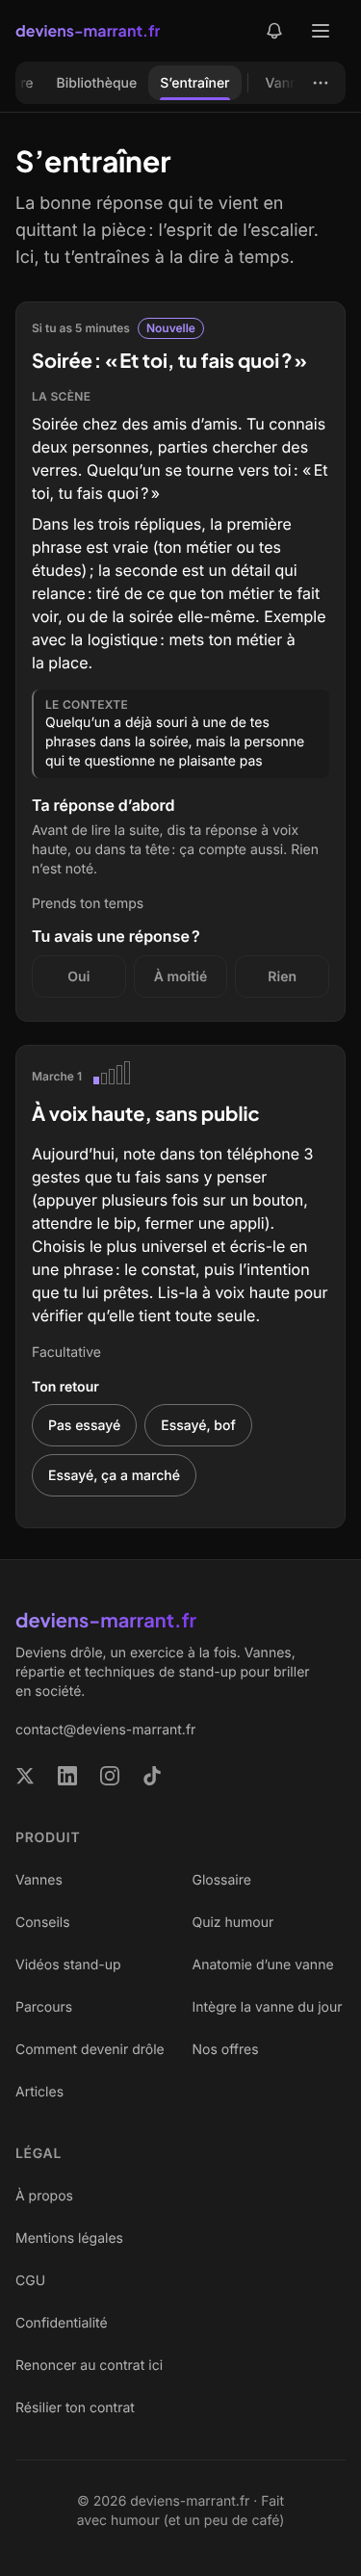 deviens-marrant.fr
re Bibliothèque S’entraîner Vann
S’entraîner
La bonne réponse qui te vient en
quittant la pièce : l’esprit de l’escalier.
Ici, tu t’entraînes à la dire à temps.
Si tu as 5 minutes Nouvelle
Soirée : « Et toi, tu fais quoi ? »
LA SCÈNE
Soirée chez des amis d’amis. Tu connais
deux personnes, parties chercher des
verres. Quelqu’un se tourne vers toi : « Et
toi, tu fais quoi ? »
Dans les trois répliques, la première
phrase est vraie (ton métier ou tes
études) ; la seconde est un détail qui
relance : tiré de ce que ton métier te fait
voir, ou de la soirée elle-même. Exemple
avec la logistique : mets ton métier à
la place.
LE CONTEXTE
Quelqu’un a déjà souri à une de tes
phrases dans la soirée, mais la personne
qui te questionne ne plaisante pas
Ta réponse d’abord
Avant de lire la suite, dis ta réponse à voix
haute, ou dans ta tête : ça compte aussi. Rien
n’est noté.
Prends ton temps
Tu avais une réponse ?
Oui À moitié Rien
Marche 1
À voix haute, sans public
Aujourd’hui, note dans ton téléphone 3
gestes que tu fais sans y penser
(appuyer plusieurs fois sur un bouton,
attendre le bip, fermer une appli).
Choisis le plus universel et écris-le en
une phrase : le constat, puis l’intention
que tu lui prêtes. Lis-la à voix haute pour
vérifier qu’elle tient toute seule.
Facultative
Ton retour
Pas essayé Essayé, bof
Essayé, ça a marché
deviens-marrant.fr
Deviens drôle, un exercice à la fois. Vannes,
répartie et techniques de stand-up pour briller
en société.
contact@deviens-marrant.fr
PRODUIT
Vannes Glossaire
Conseils Quiz humour
Vidéos stand-up Anatomie d’une vanne
Parcours Intègre la vanne du jour
Comment devenir drôle Nos offres
Articles
LÉGAL
À propos
Mentions légales
CGU
Confidentialité
Renoncer au contrat ici
Résilier ton contrat
© 2026 deviens-marrant.fr · Fait
avec humour (et un peu de café)